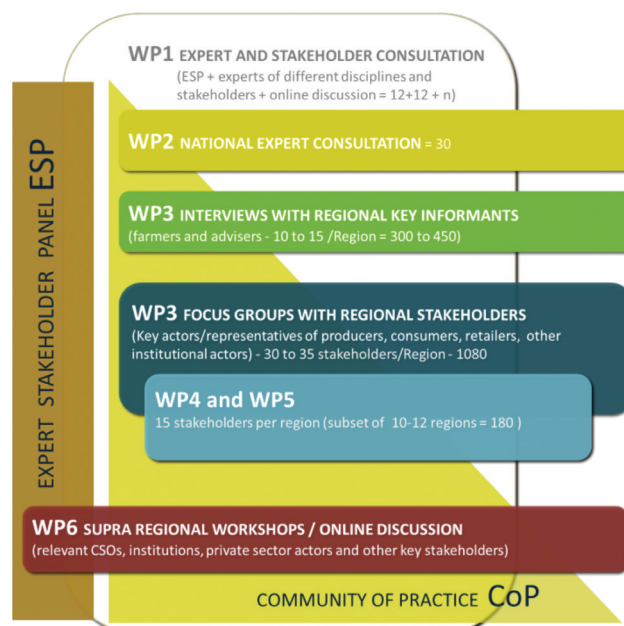 WP1 EXPERT AND STAKEHOLDER CONSULTATION
(ESP + experts of different disciplines and
stakeholders + online discussion = 12+12 + n)
EXPERT STAKEHOLDER PANEL ESP
WP2 NATIONAL EXPERT CONSULTATION = 30
WP3 INTERVIEWS WITH REGIONAL KEY INFORMANTS
(farmers and advisers - 10 to 15 /Region = 300 to 450)
WP3 FOCUS GROUPS WITH REGIONAL STAKEHOLDERS
(Key actors/representatives of producers, consumers, retailers, other
institutional actors) - 30 to 35 stakeholders/Region - 1080
WP4 and WP5
15 stakeholders per region (subset of 10-12 regions = 180 )
WP6 SUPRA REGIONAL WORKSHOPS / ONLINE DISCUSSION
(relevant CSOs, institutions, private sector actors and other key stakeholders)
COMMUNITY OF PRACTICE CoP